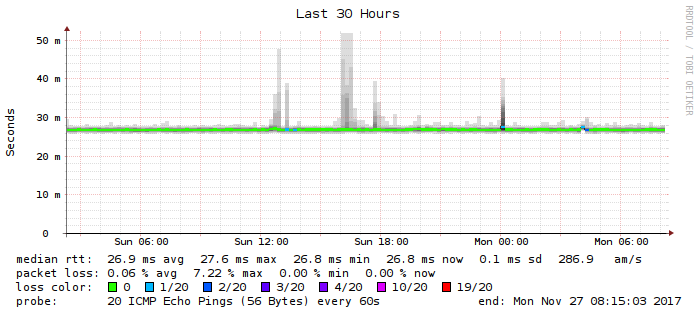 Last 30 Hours
RRDTOOL / TOBI OETIKER
Seconds
50 m
40 m
30 m
20 m
10 m
0
Sun 06:00 Sun 12:00 Sun 18:00 Mon 00:00 Mon 06:00
median rtt: 26.9 ms avg 27.6 ms max 26.8 ms min 26.8 ms now 0.1 ms sd 286.9 am/s
packet loss: 0.06 % avg 7.22 % max 0.00 % min 0.00 % now
loss color: 0 1/20 2/20 3/20 4/20 10/20 19/20
probe: 20 ICMP Echo Pings (56 Bytes) every 60s end: Mon Nov 27 08:15:03 2017